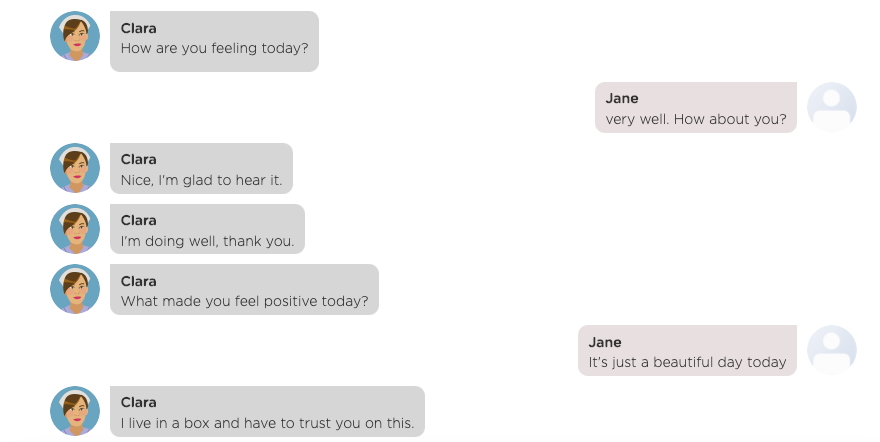 Clara
How are you feeling today?
Jane
very well. How about you?
Clara
Nice, I'm glad to hear it.
Clara
I'm doing well, thank you.
Clara
What made you feel positive today?
Jane
It's just a beautiful day today
Clara
I live in a box and have to trust you on this.